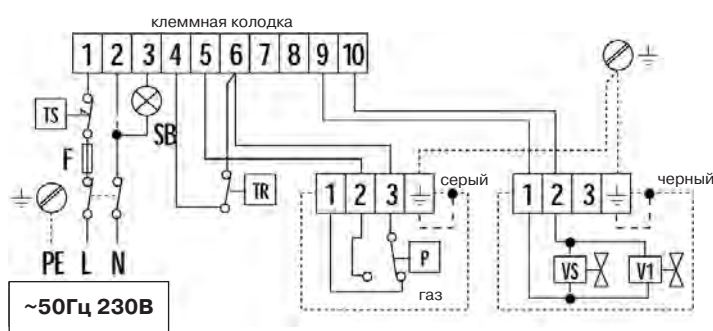 клеммная колодка
1 2 3 4 5 6 7 8 9 10
TS
SB
F
TR
серый
черный
1 2 3
1 2 3
P
VS
V1
газ
PE L N
~50Гц 230В